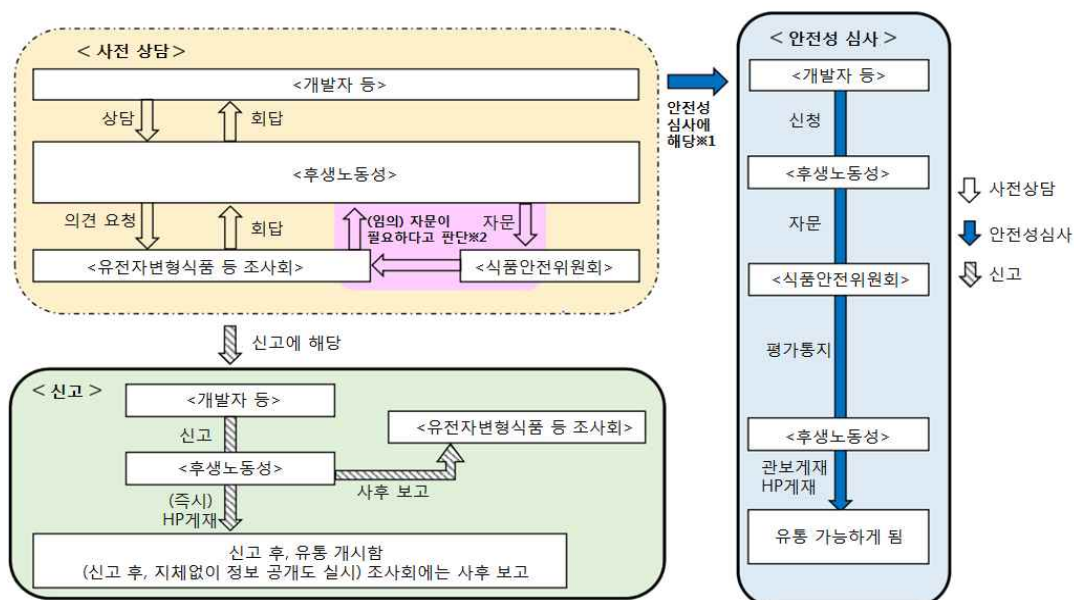 < 사전 상담 >
<개발자 등>
상담
회답
<후생노동성>
의견 요청
회답
(임의) 자문이
필요하다고 판단※2
자문
<유전자변형식품 등 조사회>
<식품안전위원회>
안전성
심사에
해당※1
신고에 해당
< 신고 >
<개발자 등>
신고
<후생노동성>
<유전자변형식품 등 조사회>
사후 보고
(즉시)
HP게재
신고 후, 유통 개시함
(신고 후, 지체없이 정보 공개도 실시) 조사회에는 사후 보고
< 안전성 심사 >
<개발자 등>
신청
<후생노동성>
자문
<식품안전위원회>
평가통지
<후생노동성>
관보게재
HP게재
유통 가능하게 됨
사전상담
안전성심사
신고